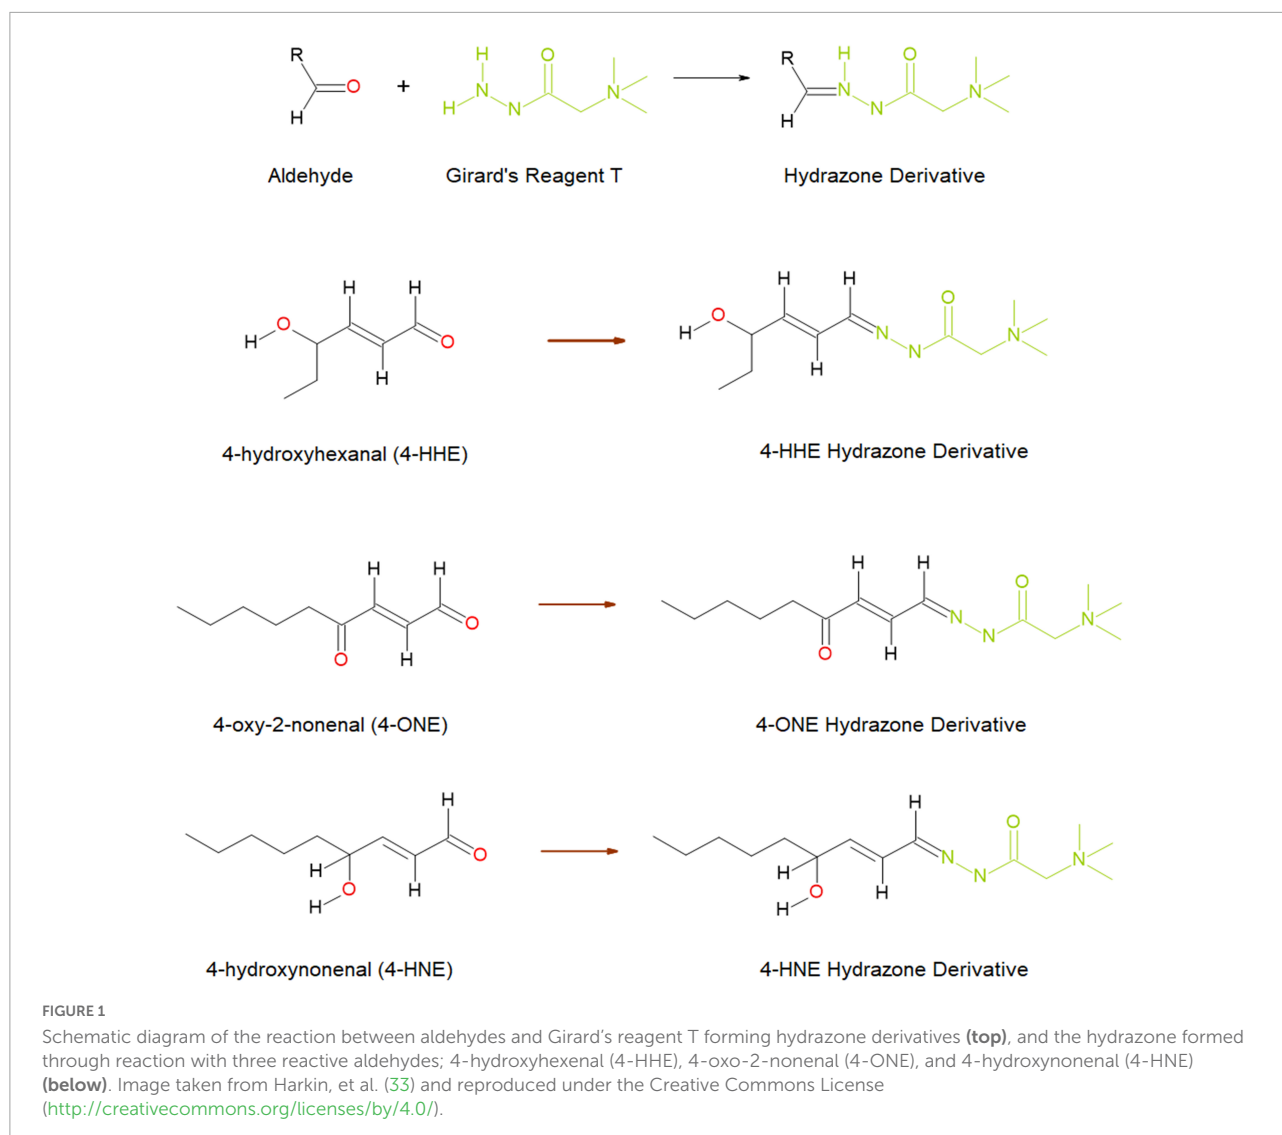 R
H
O
+
H
H
N
N
O
N
R
H
H
N
N
O
N
Aldehyde
Girard's Reagent T
Hydrazone Derivative
H
H
O
H
H
O
H
H
O
H
H
N
N
O
N
4-hydroxyhexanal (4-HHE)
4-HHE Hydrazone Derivative
H
H
O
O
H
H
H
O
H
N
N
O
N
4-oxy-2-nonenal (4-ONE)
4-ONE Hydrazone Derivative
H
O
H
O
H
H
H
H
O
H
H
N
N
O
N
4-hydroxynonenal (4-HNE)
4-HNE Hydrazone Derivative
FIGURE 1
Schematic diagram of the reaction between aldehydes and Girard's reagent T forming hydrazone derivatives (top), and the hydrazone formed
through reaction with three reactive aldehydes; 4-hydroxyhexenal (4-HHE), 4-oxo-2-nonenal (4-ONE), and 4-hydroxynonenal (4-HNE)
(below). Image taken from Harkin, et al. (33) and reproduced under the Creative Commons License
(http://creativecommons.org/licenses/by/4.0/).